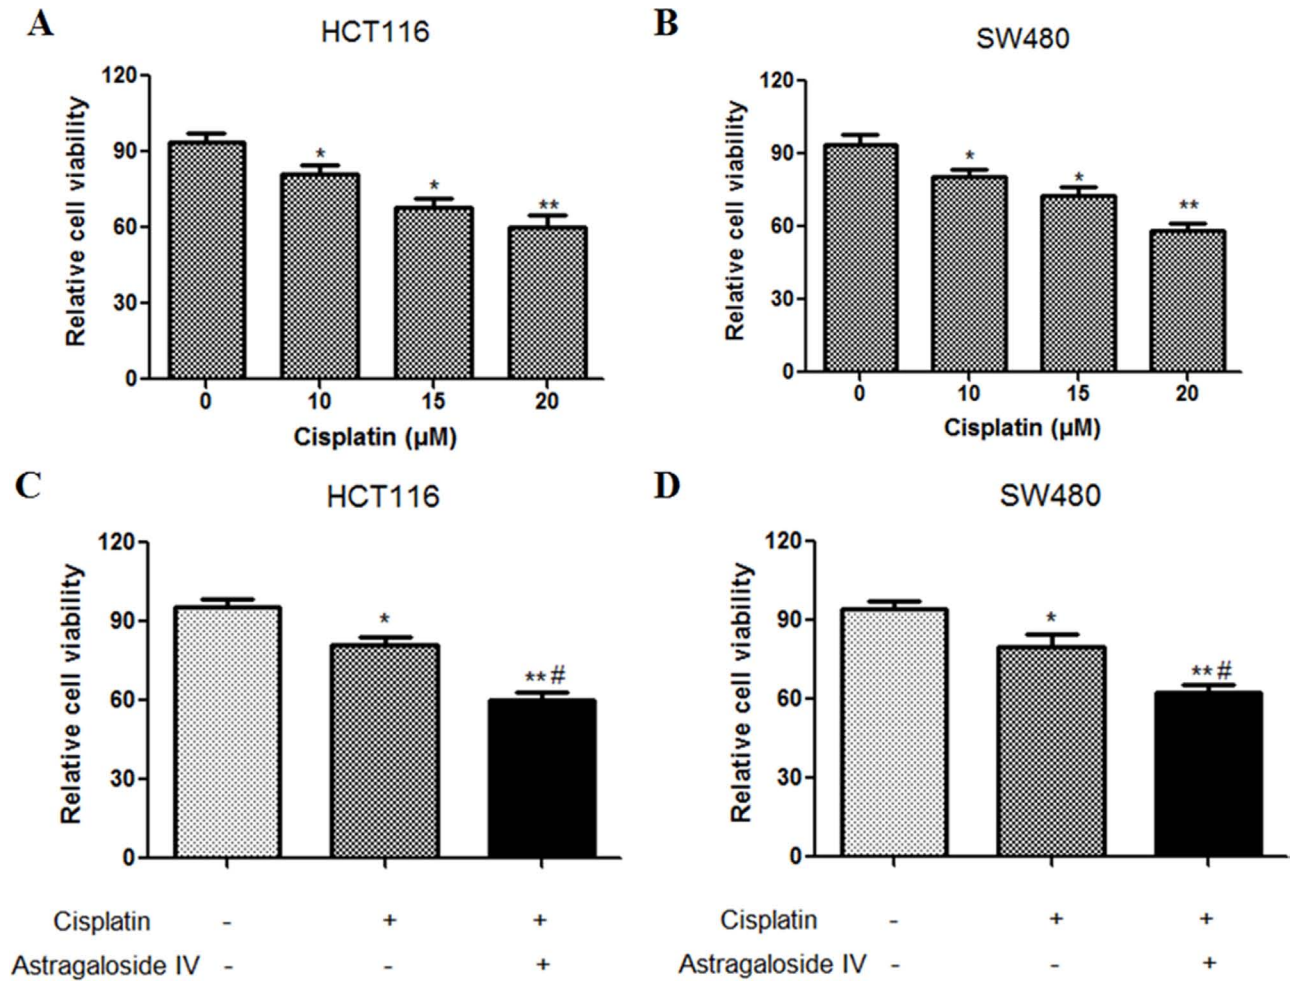 A
HCT116
Relative cell viability
120
90
60
30
0
*
*
**
0 10 15 20
Cisplatin (μM)
B
SW480
Relative cell viability
120
90
60
30
0
*
*
**
0 10 15 20
Cisplatin (μM)
C
HCT116
Relative cell viability
120
90
60
30
0
*
**#
Cisplatin - + +
Astragaloside IV - - +
D
SW480
Relative cell viability
120
90
60
30
0
*
**#
Cisplatin - + +
Astragaloside IV - - +